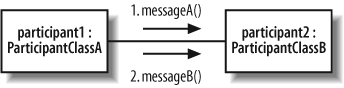 1.messageA()
participant1 :
ParticipantClassA
participant2 :
ParticipantClassB
2.messageB()